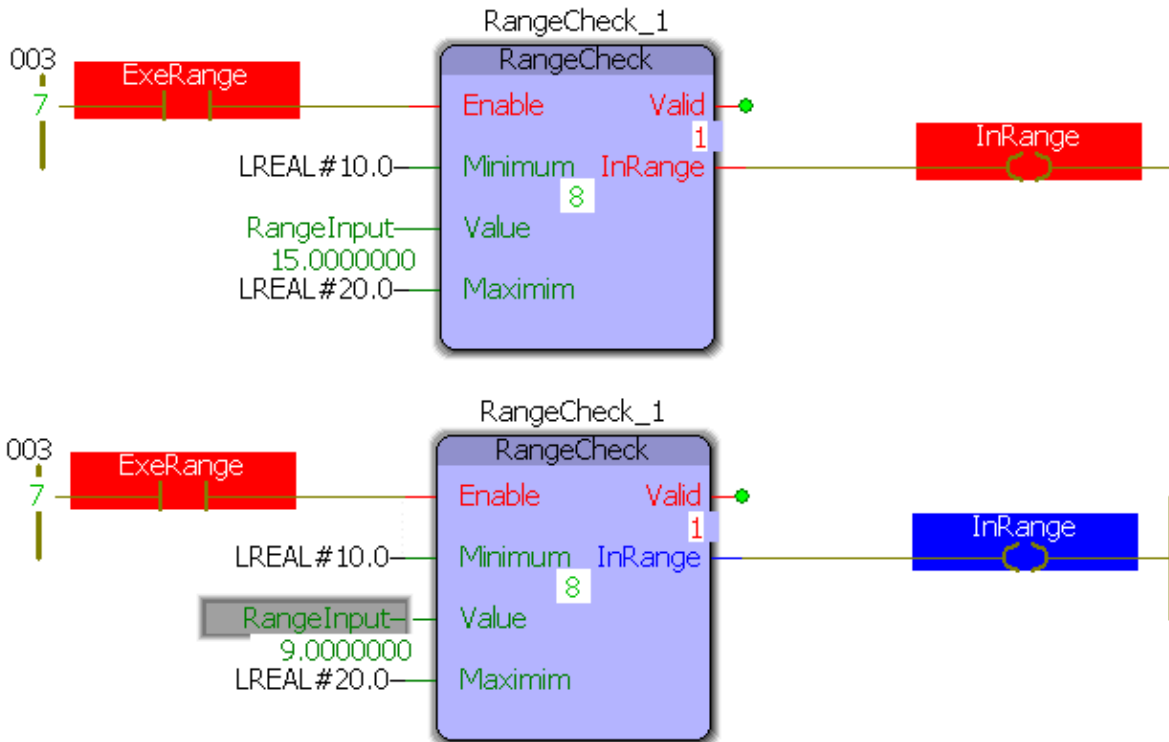 RangeCheck_1
003
RangeCheck
ExeRange
7
Enable Valid
1
InRange
LREAL#10.0 Minimum InRange
8
RangeInput Value
15.0000000
LREAL#20.0 Maximim
RangeCheck_1
003
RangeCheck
ExeRange
7
Enable Valid
1
InRange
LREAL#10.0 Minimum InRange
8
RangeInput Value
9.0000000
LREAL#20.0 Maximim